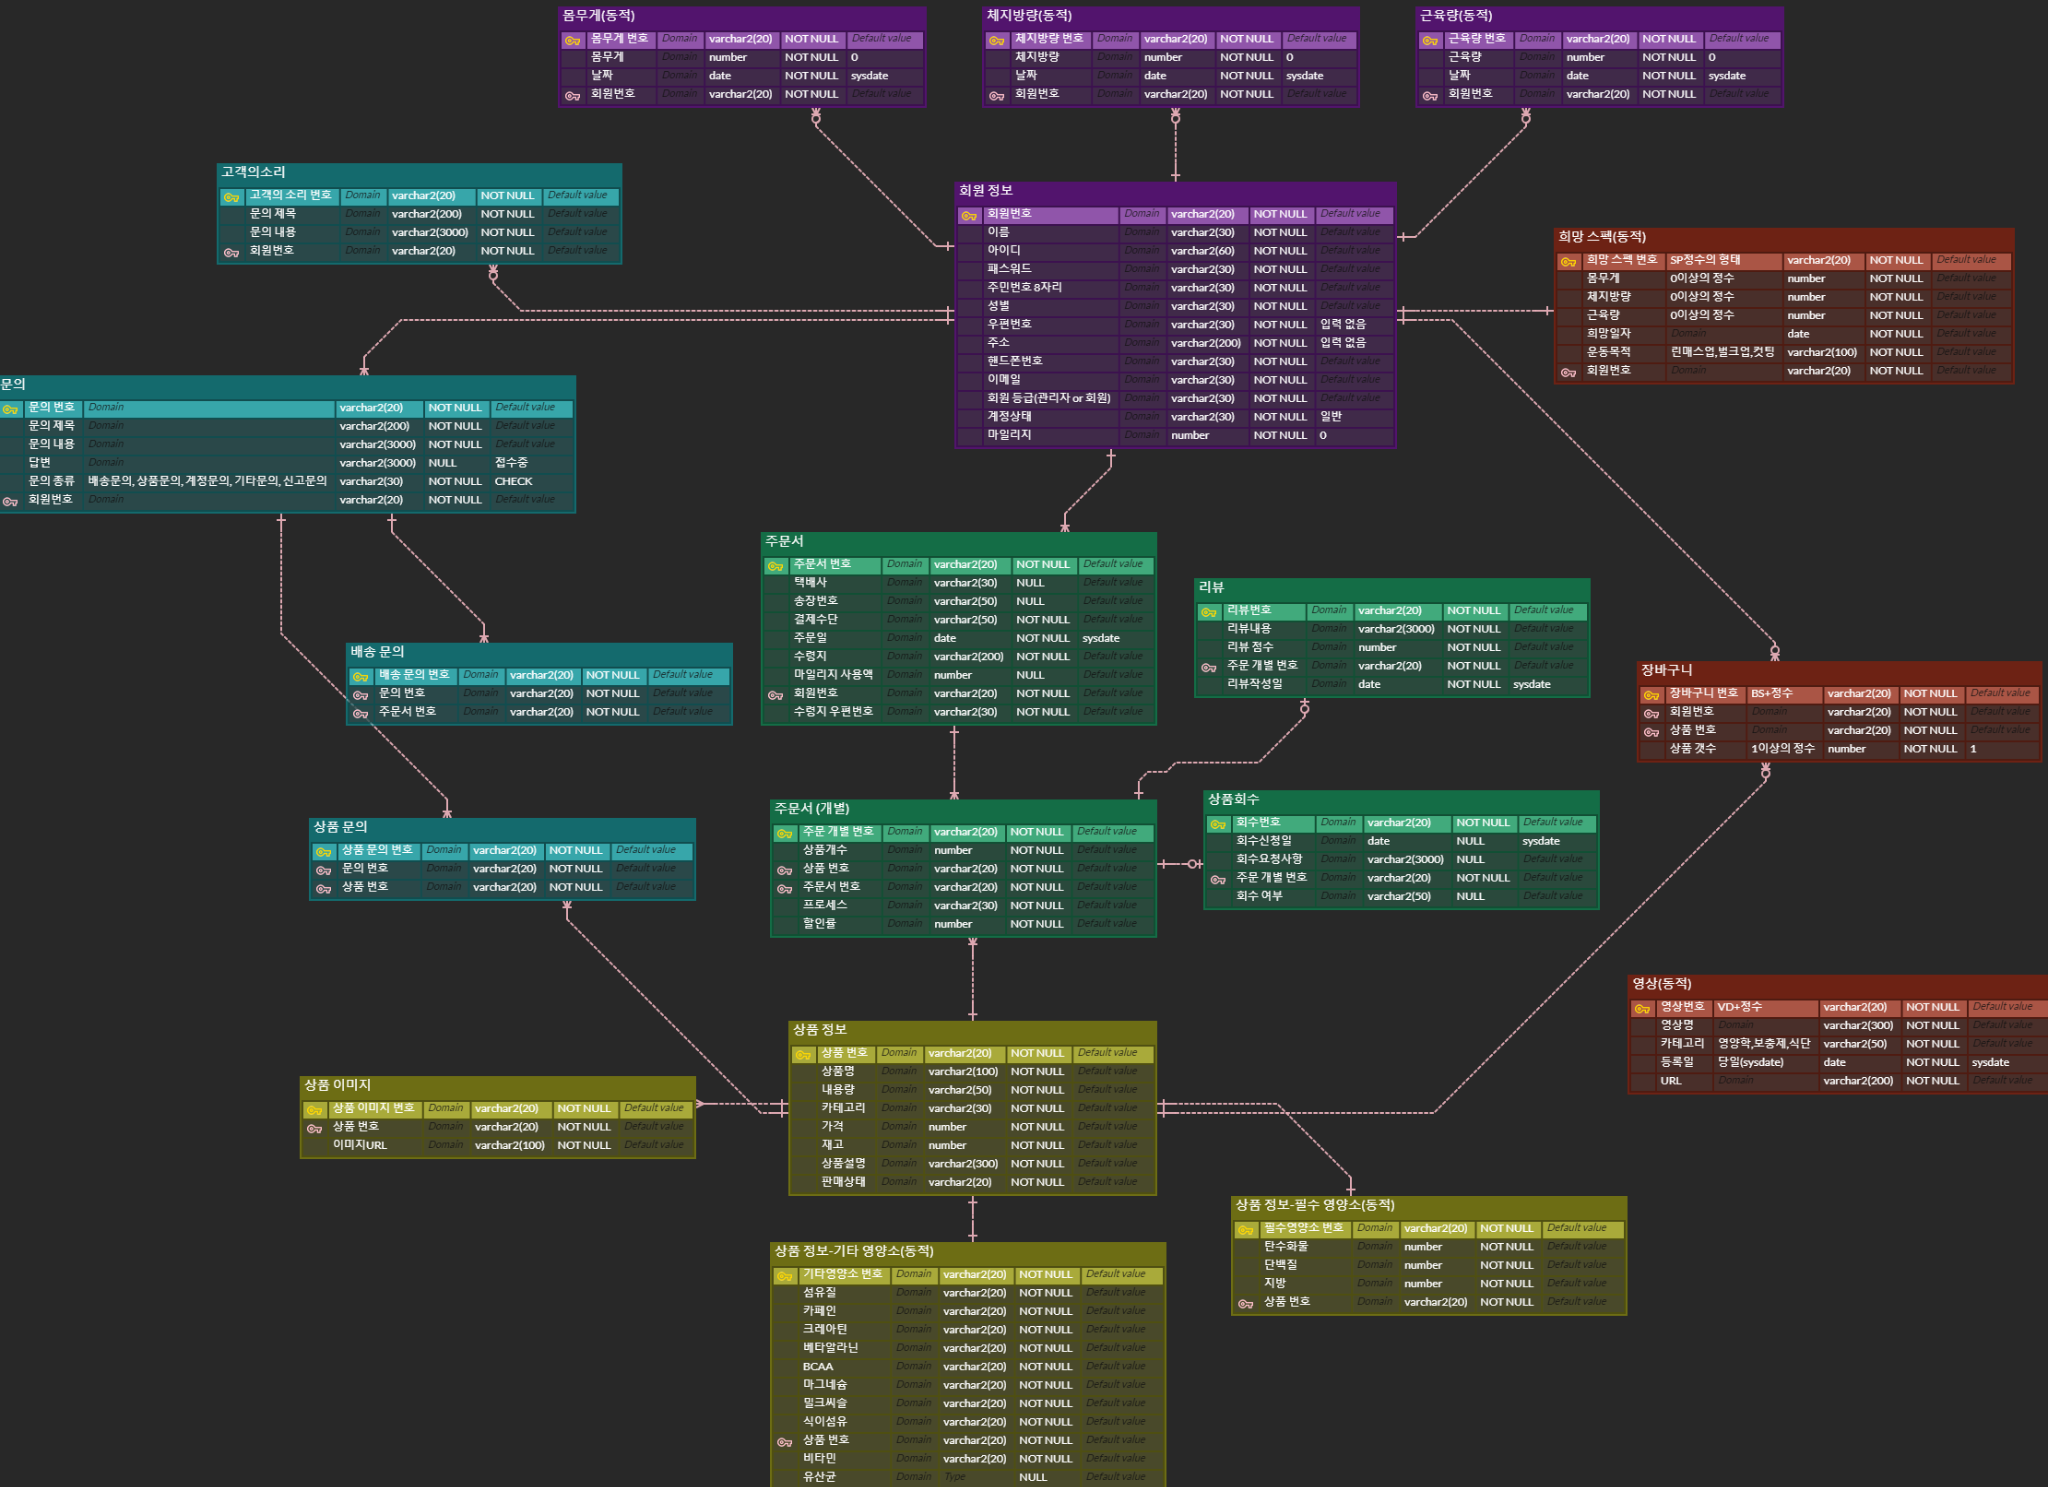 몸무게(동적)
몸무게 번호 Domain varchar2(20) NOT NULL Default value
몸무게 Domain number NOT NULL 0
날짜 Domain date NOT NULL sysdate
회원번호 Domain varchar2(20) NOT NULL Default value
체지방량(동적)
체지방량 번호 Domain varchar2(20) NOT NULL Default value
체지방량 Domain number NOT NULL 0
날짜 Domain date NOT NULL sysdate
회원번호 Domain varchar2(20) NOT NULL Default value
근육량(동적)
근육량 번호 Domain varchar2(20) NOT NULL Default value
근육량 Domain number NOT NULL 0
날짜 Domain date NOT NULL sysdate
회원번호 Domain varchar2(20) NOT NULL Default value
고객의소리
고객의 소리 번호 Domain varchar2(20) NOT NULL Default value
문의 제목 Domain varchar2(200) NOT NULL Default value
문의 내용 Domain varchar2(3000) NOT NULL Default value
회원번호 Domain varchar2(20) NOT NULL Default value
회원 정보
회원번호 Domain varchar2(20) NOT NULL Default value
이름 Domain varchar2(30) NOT NULL Default value
아이디 Domain varchar2(60) NOT NULL Default value
패스워드 Domain varchar2(30) NOT NULL Default value
주민번호 8자리 Domain varchar2(30) NOT NULL Default value
성별 Domain varchar2(30) NOT NULL Default value
우편번호 Domain varchar2(30) NOT NULL 입력 없음
주소 Domain varchar2(200) NOT NULL 입력 없음
핸드폰번호 Domain varchar2(30) NOT NULL Default value
이메일 Domain varchar2(30) NOT NULL Default value
회원 등급(관리자 or 회원) Domain varchar2(30) NOT NULL Default value
계정상태 Domain varchar2(30) NOT NULL 일반
마일리지 Domain number NOT NULL 0
희망 스펙(동적)
희망 스펙 번호 SP정수의 형태 varchar2(20) NOT NULL Default value
몸무게 0이상의 정수 number NOT NULL Default value
체지방량 0이상의 정수 number NOT NULL Default value
근육량 0이상의 정수 number NOT NULL Default value
희망일자 Domain date NOT NULL Default value
운동목적 린매스업,벌크업,컷팅 varchar2(100) NOT NULL Default value
회원번호 Domain varchar2(20) NOT NULL Default value
문의
문의 번호 Domain varchar2(20) NOT NULL Default value
문의 제목 Domain varchar2(200) NOT NULL Default value
문의 내용 Domain varchar2(3000) NOT NULL Default value
답변 Domain varchar2(3000) NULL 접수중
문의 종류 배송문의, 상품문의, 계정문의, 기타문의, 신고문의 varchar2(30) NOT NULL CHECK
회원번호 Domain varchar2(20) NOT NULL Default value
주문서
주문서 번호 Domain varchar2(20) NOT NULL Default value
택배사 Domain varchar2(30) NULL Default value
송장번호 Domain varchar2(50) NULL Default value
결제수단 Domain varchar2(50) NOT NULL Default value
주문일 Domain date NOT NULL sysdate
수령지 Domain varchar2(200) NOT NULL Default value
마일리지 사용액 Domain number NULL Default value
회원번호 Domain varchar2(20) NOT NULL Default value
수령지 우편번호 Domain varchar2(30) NOT NULL Default value
리뷰
리뷰번호 Domain varchar2(20) NOT NULL Default value
리뷰내용 Domain varchar2(3000) NOT NULL Default value
리뷰 점수 Domain number NOT NULL Default value
주문 개별 번호 Domain varchar2(20) NOT NULL Default value
리뷰작성일 Domain date NOT NULL sysdate
배송 문의
배송 문의 번호 Domain varchar2(20) NOT NULL Default value
문의 번호 Domain varchar2(20) NOT NULL Default value
주문서 번호 Domain varchar2(20) NOT NULL Default value
장바구니
장바구니 번호 BS+정수 varchar2(20) NOT NULL Default value
회원번호 Domain varchar2(20) NOT NULL Default value
상품 번호 Domain varchar2(20) NOT NULL Default value
상품 갯수 1이상의 정수 number NOT NULL 1
상품 문의
상품 문의 번호 Domain varchar2(20) NOT NULL Default value
문의 번호 Domain varchar2(20) NOT NULL Default value
상품 번호 Domain varchar2(20) NOT NULL Default value
주문서 (개별)
주문 개별 번호 Domain varchar2(20) NOT NULL Default value
상품개수 Domain number NOT NULL Default value
상품 번호 Domain varchar2(20) NOT NULL Default value
주문서 번호 Domain varchar2(20) NOT NULL Default value
프로세스 Domain varchar2(30) NOT NULL Default value
할인률 Domain number NOT NULL Default value
상품회수
회수번호 Domain varchar2(20) NOT NULL Default value
회수신청일 Domain date NULL sysdate
회수요청사항 Domain varchar2(3000) NULL Default value
주문 개별 번호 Domain varchar2(20) NOT NULL Default value
회수 여부 Domain varchar2(50) NULL Default value
영상(동적)
영상번호 VD+정수 varchar2(20) NOT NULL Default value
영상명 Domain varchar2(300) NOT NULL Default value
카테고리 영양학,보충제,식단 varchar2(50) NOT NULL Default value
등록일 당일(sysdate) date NOT NULL sysdate
URL Domain varchar2(200) NOT NULL Default value
상품 이미지
상품 이미지 번호 Domain varchar2(20) NOT NULL Default value
상품 번호 Domain varchar2(20) NOT NULL Default value
이미지URL Domain varchar2(100) NOT NULL Default value
상품 정보
상품 번호 Domain varchar2(20) NOT NULL Default value
상품명 Domain varchar2(100) NOT NULL Default value
내용량 Domain varchar2(50) NOT NULL Default value
카테고리 Domain varchar2(30) NOT NULL Default value
가격 Domain number NOT NULL Default value
재고 Domain number NOT NULL Default value
상품설명 Domain varchar2(300) NOT NULL Default value
판매상태 Domain varchar2(20) NOT NULL Default value
상품 정보-필수 영양소(동적)
필수영양소 번호 Domain varchar2(20) NOT NULL Default value
탄수화물 Domain number NOT NULL Default value
단백질 Domain number NOT NULL Default value
지방 Domain number NOT NULL Default value
상품 번호 Domain varchar2(20) NOT NULL Default value
상품 정보-기타 영양소(동적)
기타영양소 번호 Domain varchar2(20) NOT NULL Default value
섬유질 Domain varchar2(20) NOT NULL Default value
카페인 Domain varchar2(20) NOT NULL Default value
크레아틴 Domain varchar2(20) NOT NULL Default value
베타알라닌 Domain varchar2(20) NOT NULL Default value
BCAA Domain varchar2(20) NOT NULL Default value
마그네슘 Domain varchar2(20) NOT NULL Default value
밀크씨슬 Domain varchar2(20) NOT NULL Default value
식이섬유 Domain varchar2(20) NOT NULL Default value
상품 번호 Domain varchar2(20) NOT NULL Default value
비타민 Domain varchar2(20) NOT NULL Default value
유산균 Domain Type NULL Default value